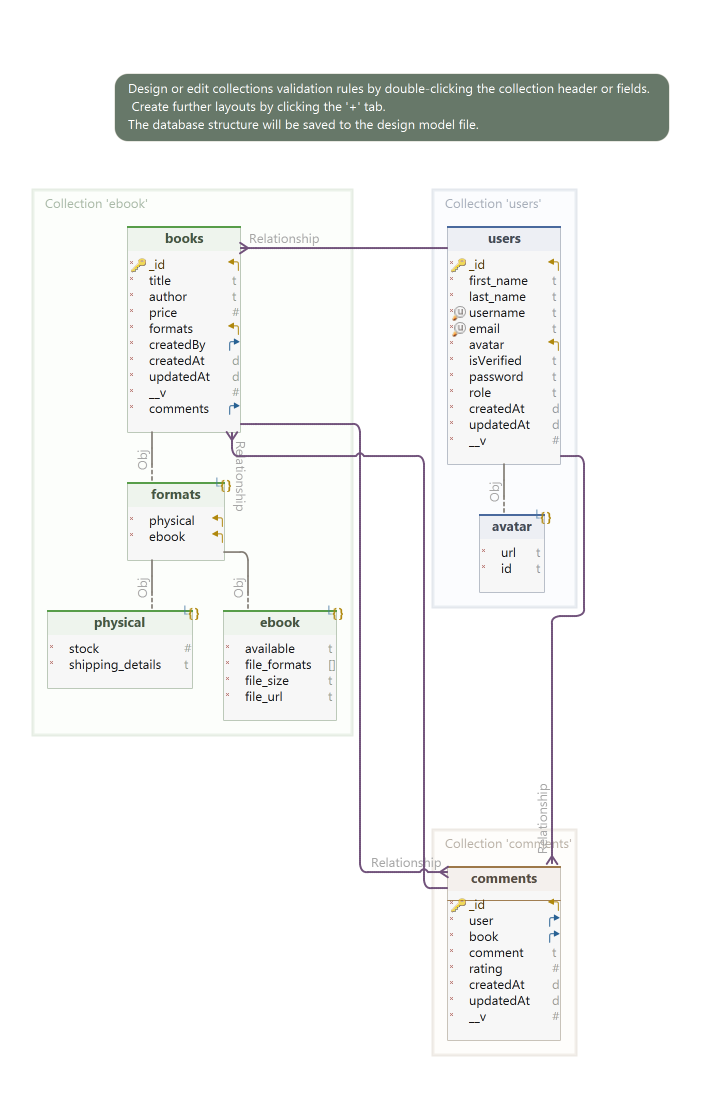 Design or edit collections validation rules by double-clicking the collection header or fields.
Create further layouts by clicking the '+' tab.
The database structure will be saved to the design model file.
Collection 'ebook'
books
* _id
* title t
* author t
* price #
* formats
* createdBy
* createdAt d
* updatedAt d
* __v #
* comments
Relationship
Obj
Relationship
formats
{}
physical
ebook
Obj
Obj
physical
{}
* stock #
* shipping_details t
ebook
{}
* available t
* file_formats []
* file_size t
* file_url t
Collection 'users'
users
* _id
* first_name t
* last_name t
* u username t
* u email t
* avatar
* isVerified t
* password t
* role t
* createdAt d
* updatedAt d
* __v #
Obj
avatar
{}
* url t
* id t
Relationship
Collection 'comments'
Relationship
comments
* _id
* user
* book
* comment t
* rating #
* createdAt d
* updatedAt d
* __v #